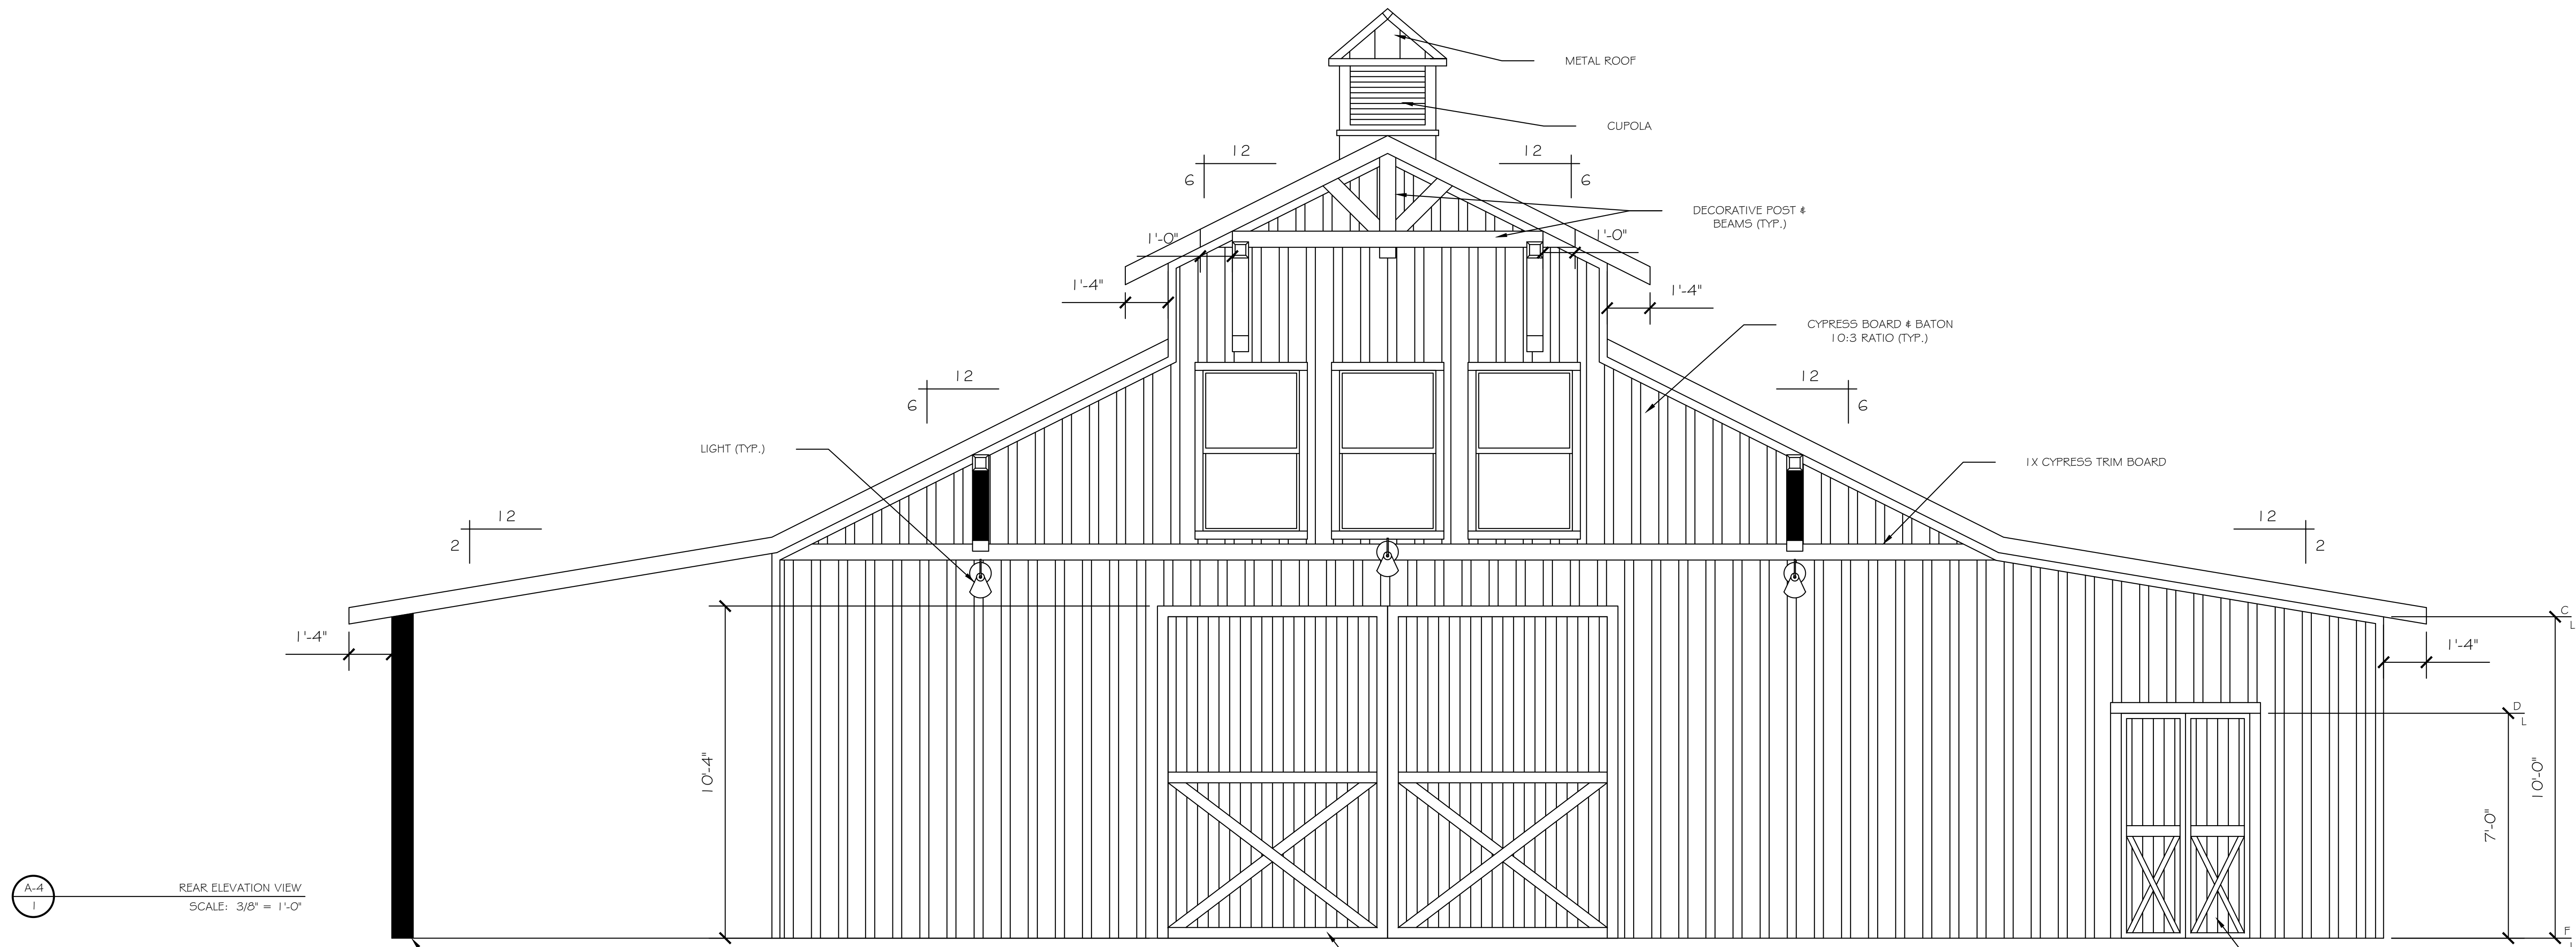 METAL ROOF
CUPOLA
12
6
12
6
DECORATIVE POST &
BEAMS (TYP.)
1'-0"
1'-0"
1'-4"
1'-4"
CYPRESS BOARD & BATON
10:3 RATIO (TYP.)
12
6
12
6
LIGHT (TYP.)
1X CYPRESS TRIM BOARD
12
2
12
2
C
L
1'-4"
1'-4"
D
L
10'-4"
10'-0"
7'-0"
A-4
1
REAR ELEVATION VIEW
SCALE: 3/8" = 1'-0"
F